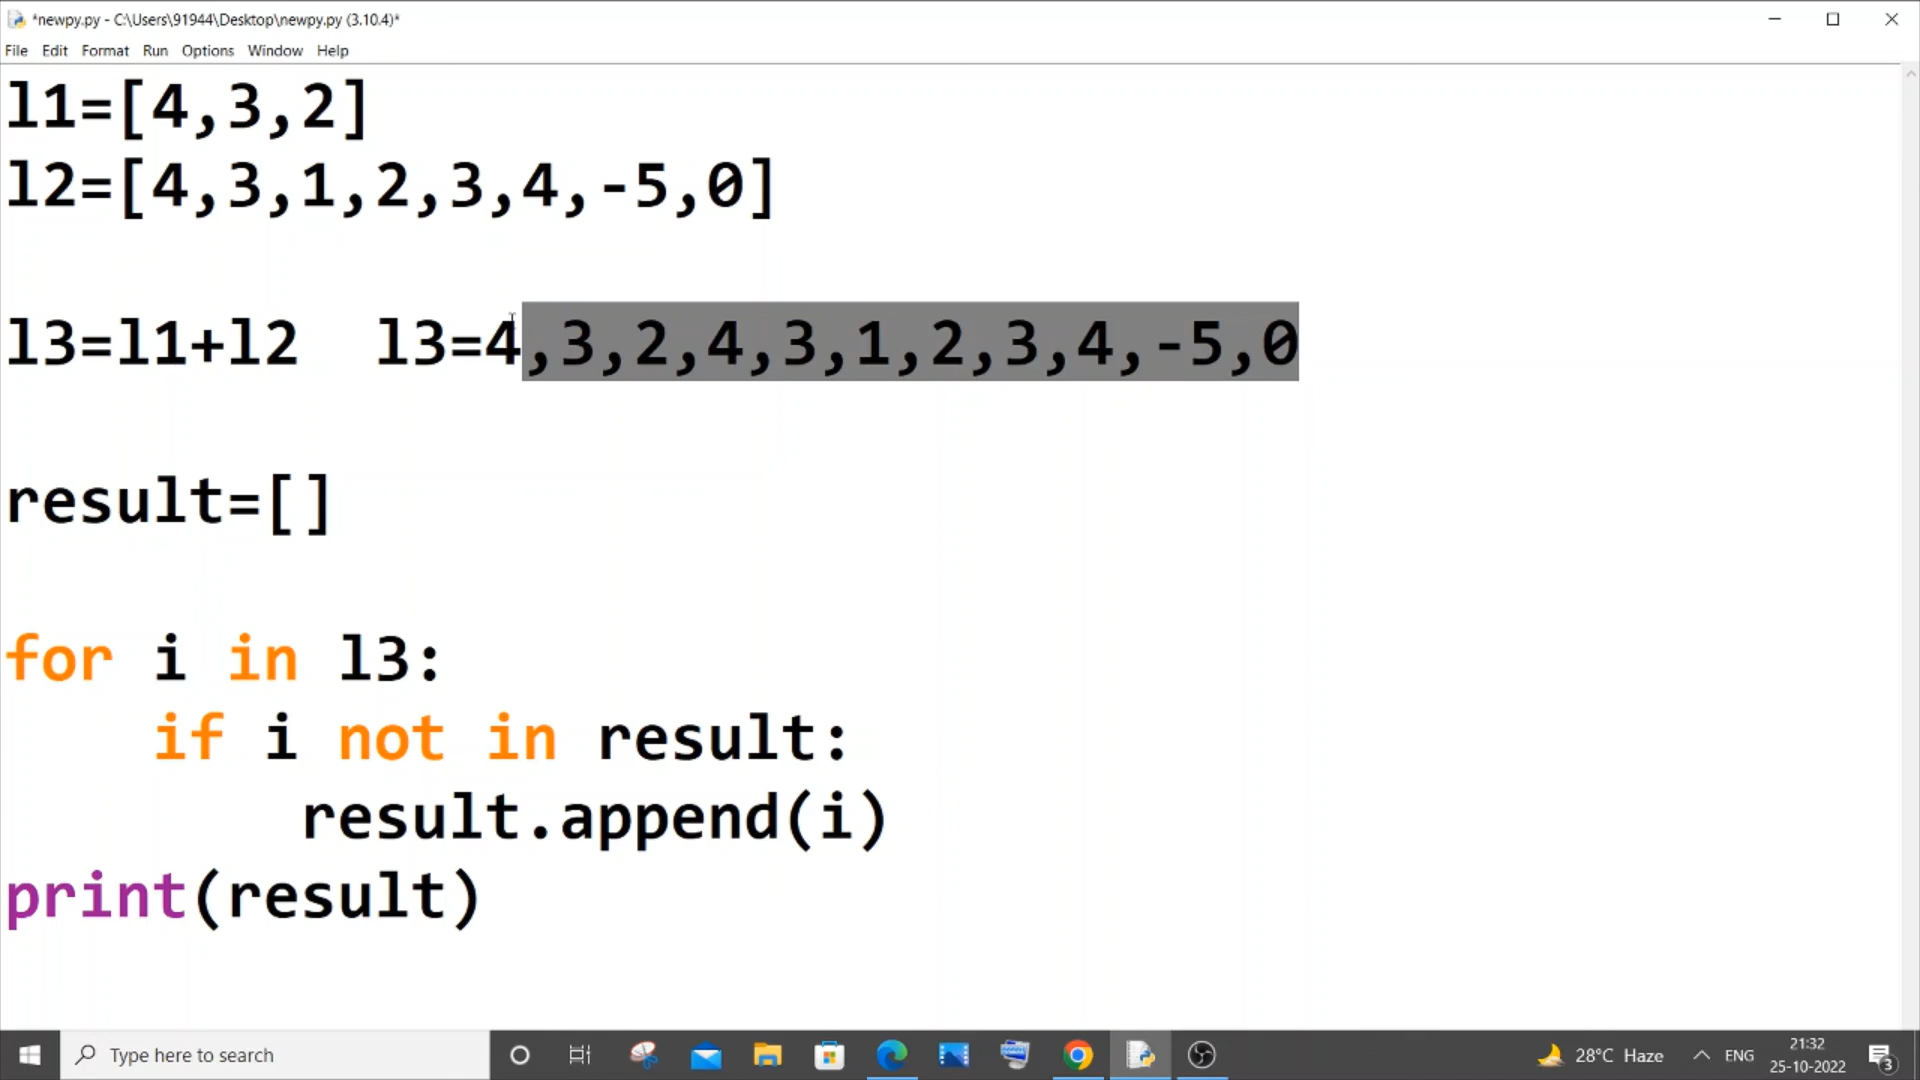 *newpy.py - C:\Users\91944\Desktop\newpy.py (3.10.4)*
File Edit Format Run Options Window Help
l1=[4,3,2]
l2=[4,3,1,2,3,4,-5,0]
l3=l1+l2  l3=4,3,2,4,3,1,2,3,4,-5,0
result=[]
for i in l3:
    if i not in result:
        result.append(i)
print(result)
Type here to search
28°C Haze
ENG
21:32
25-10-2022
3